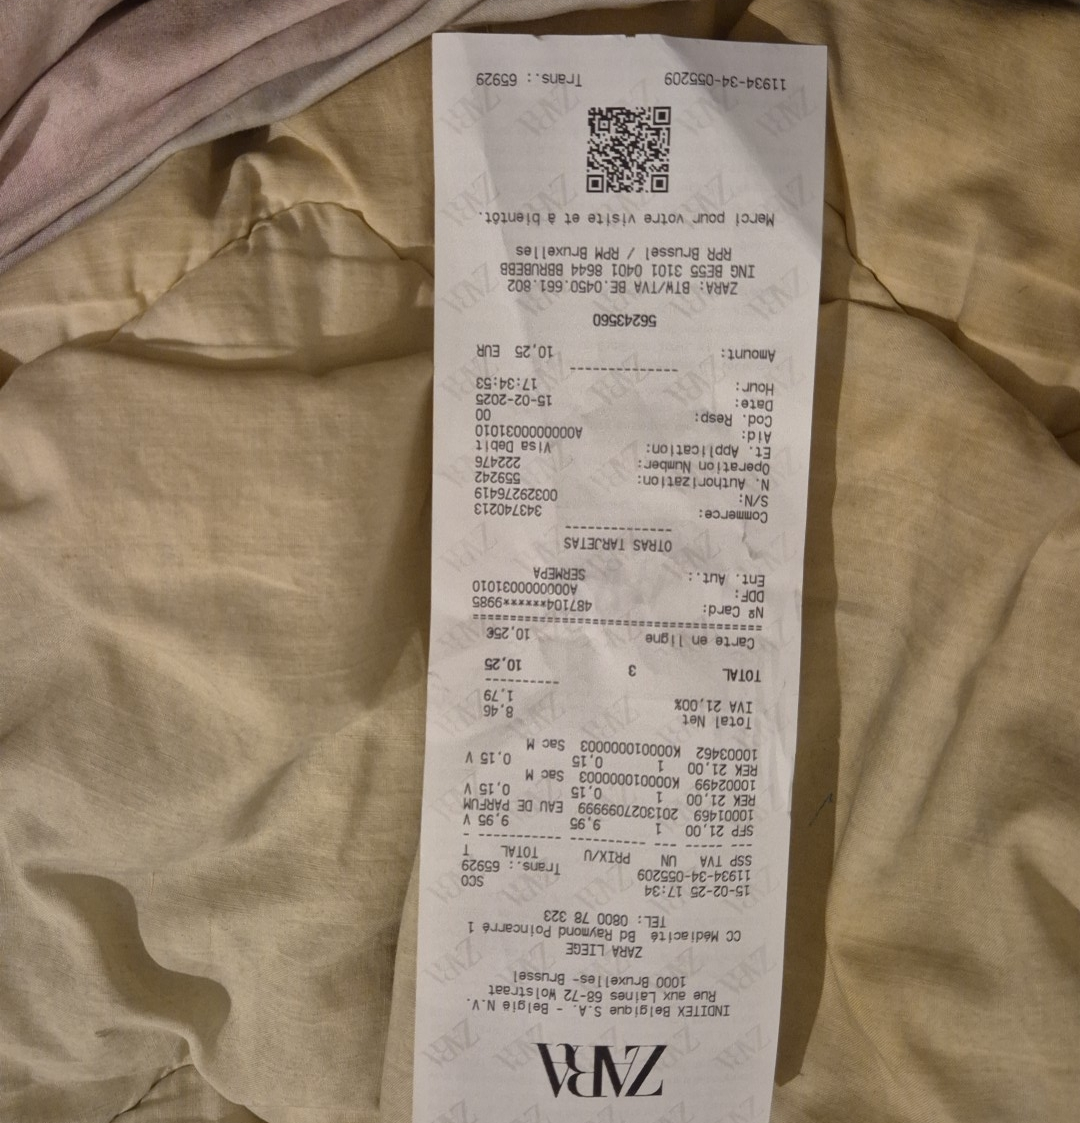 ZARA
INDITEX Belgique S.A. - Belgïe N.V.
Rue aux Laines 68-72 Wolstraat
1000 Bruxelles- Brussel
ZARA LIEGE
CC Médiacité Bd Raymond Poincarré 1
TEL: 0800 78 323
15-02-25 17:34 SCO
11934-34-055209 Trans.: 65929
SSP TVA UN PRIX/U TOTAL T
SFP 21,00 1 9,95 9,95 V
10001469 20130270999999 EAU DE PARFUM
REK 21,00 1 0,15 0,15 V
10002499 K00001000000003 Sac M
REK 21,00 1 0,15 0,15 V
10003462 K00001000000003 Sac M
Total Net 8,46
IVA 21,00% 1,79
TOTAL 3 10,25
Carte en ligne 10,25€
Nº Card: 487104*******9985
DDF: A0000000031010
Ent. Aut.: SERMEPA
OTRAS TARJETAS
Commerce: 343740213
S/N: 00329276419
N. Authorization: 559242
Operation Number: 222476
Et. Application: Visa Debit
Aid: A0000000031010
Cod. Resp: 00
Date: 15-02-2025
Hour: 17:34:53
Amount: 10,25 EUR
56243560
ZARA: BTW/TVA BE.0450.661.802
ING BE55 3101 0401 8644 BBRUBEBB
RPR Brussel / RPM Bruxelles
Merci pour votre visite et à bientôt.
11934-34-055209 Trans.: 65929